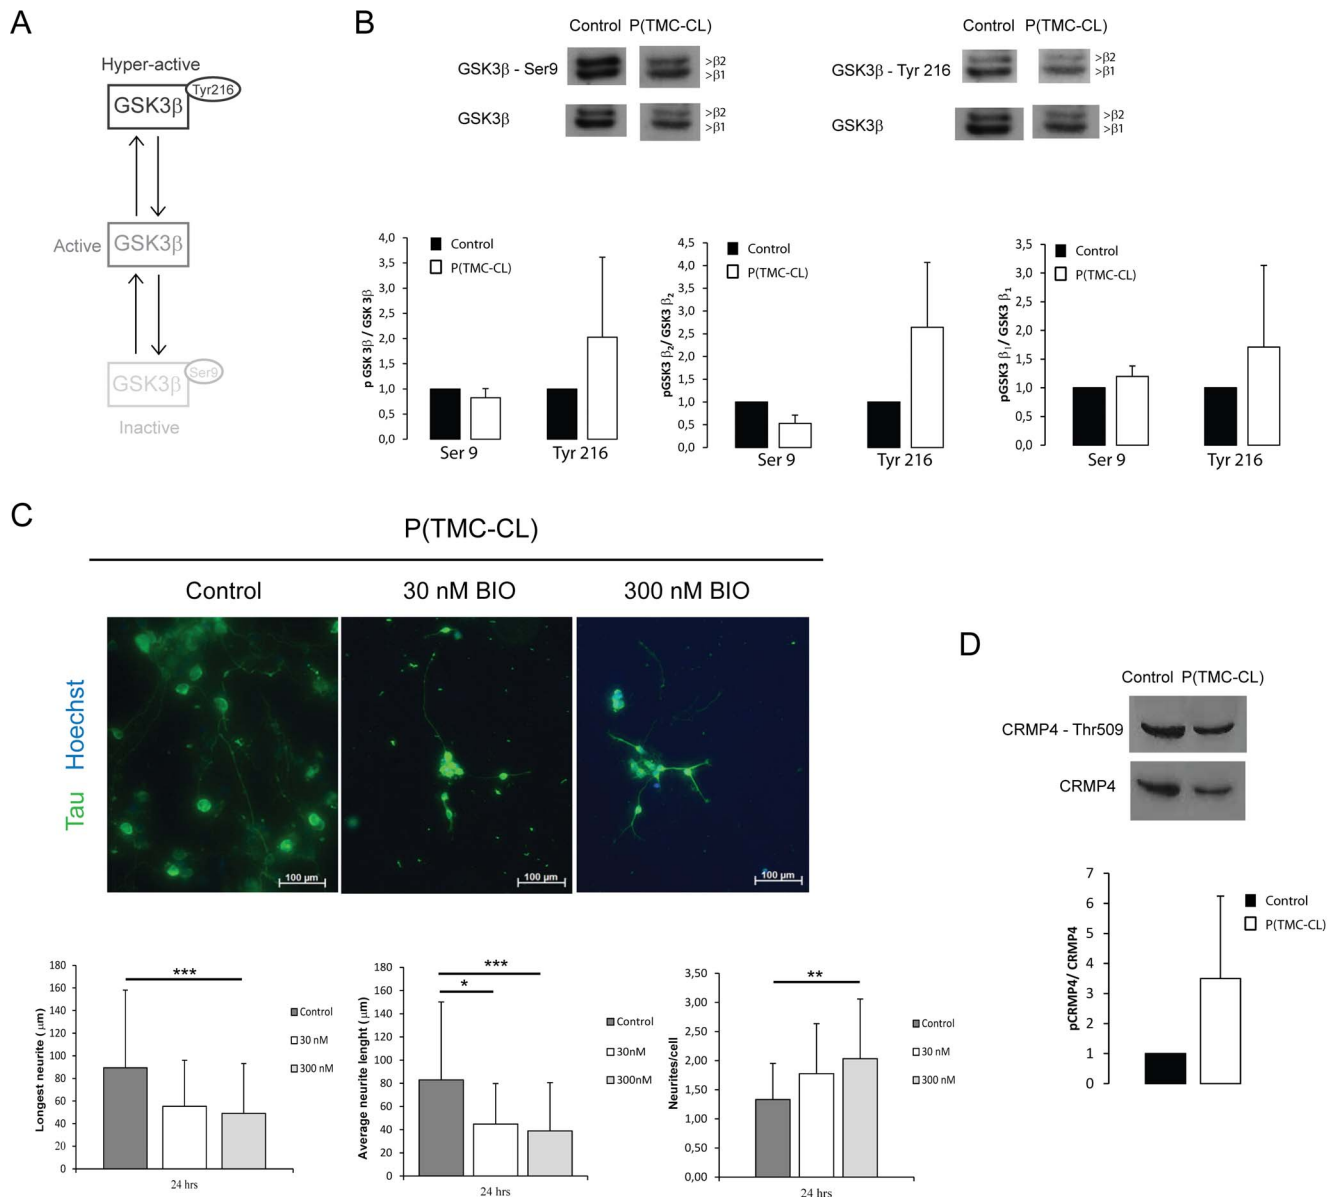 A
Hyper-active
GSK3β
Tyr216
Active
GSK3β
GSK3β
Ser9
Inactive
B
Control P(TMC-CL)
GSK3β - Ser9
>β2
>β1
GSK3β
>β2
>β1
Control P(TMC-CL)
GSK3β - Tyr 216
>β2
>β1
GSK3β
>β2
>β1
p GSK 3β / GSK 3β
4,0
3,5
3,0
2,5
2,0
1,5
1,0
0,5
0,0
Control
P(TMC-CL)
Ser 9
Tyr 216
pGSK3 β2/ GSK3 β2
4,5
4,0
3,5
3,0
2,5
2,0
1,5
1,0
0,5
0,0
Control
P(TMC-CL)
Ser 9
Tyr 216
pGSK3 β1/ GSK3 β1
3,5
3,0
2,5
2,0
1,5
1,0
0,5
0,0
Control
P(TMC-CL)
Ser 9
Tyr 216
C
P(TMC-CL)
Control
30 nM BIO
300 nM BIO
Tau Hoechst
100 µm
100 µm
100 µm
Longest neurite (µm)
180
160
140
120
100
80
60
40
20
0
***
Control
30 nM
300 nM
24 hrs
Average neurite lenght (µm)
180
160
140
120
100
80
60
40
20
0
***
*
Control
30nM
300nM
24 hrs
Neurites/cell
3,50
3,00
2,50
2,00
1,50
1,00
0,50
0,00
**
Control
30 nM
300 nM
24 hrs
D
Control P(TMC-CL)
CRMP4 - Thr509
CRMP4
pCRMP4/ CRMP4
7
6
5
4
3
2
1
0
Control
P(TMC-CL)